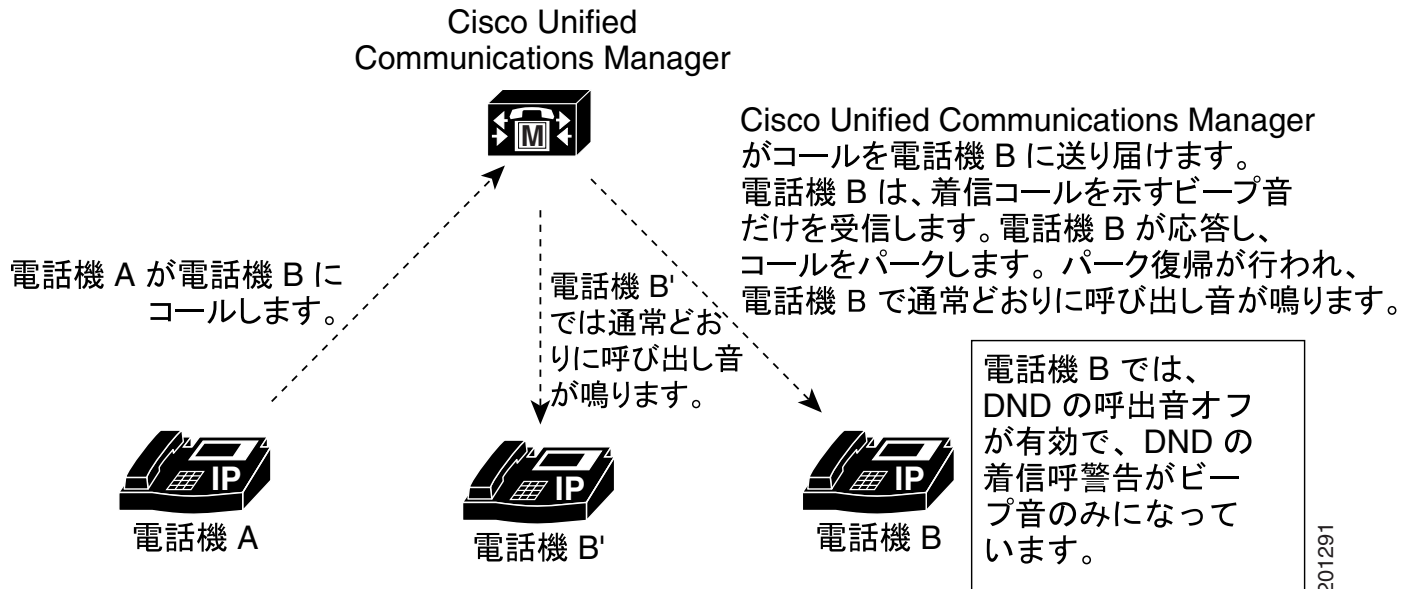 Cisco Unified
Communications Manager
M
Cisco Unified Communications Manager
がコールを電話機 B に送り届けます。
電話機 B は、着信コールを示すビープ音
だけを受信します。電話機 B が応答し、
コールをパークします。パーク復帰が行われ、
電話機 B で通常どおりに呼び出し音が鳴ります。
電話機 A が電話機 B に
コールします。
電話機 B'
では通常どお
りに呼び出し音
が鳴ります。
電話機 B では、
DND の呼出音オフ
が有効で、DND の
着信呼警告がビー
プ音のみになって
います。
IP
電話機 A
IP
電話機 B'
IP
電話機 B
201291